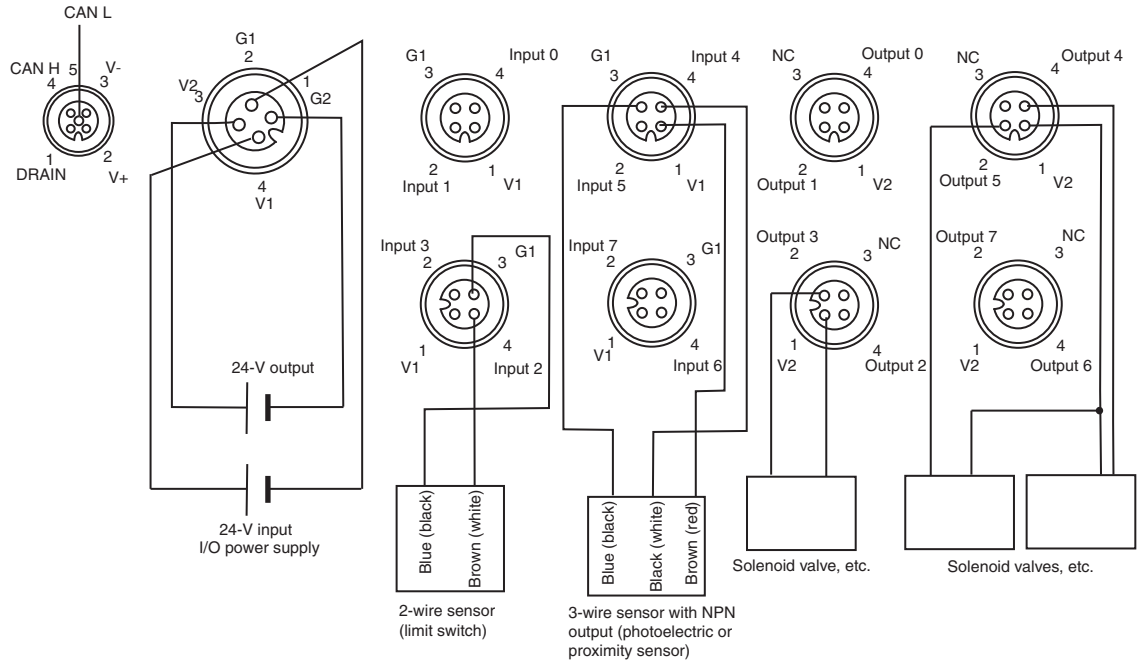 CAN L
CAN H
5
V-
4
3
1
2
DRAIN
V+
G1
2
1
V2
3
G2
4
V1
G1
Input 0
3
4
2
1
Input 1
V1
G1
Input 4
3
4
2
1
Input 5
V1
NC
Output 0
3
4
2
1
Output 1
V2
NC
Output 4
3
4
2
1
Output 5
V2
Input 3
G1
2
3
1
4
V1
Input 2
Input 7
G1
2
3
1
4
V1
Input 6
Output 3
NC
2
3
1
4
V2
Output 2
Output 7
NC
2
3
1
4
V2
Output 6
24-V output
24-V input
I/O power supply
Blue (black)
Brown (white)
2-wire sensor
(limit switch)
Blue (black)
Black (white)
Brown (red)
3-wire sensor with NPN
output (photoelectric or
proximity sensor)
Solenoid valve, etc.
Solenoid valves, etc.